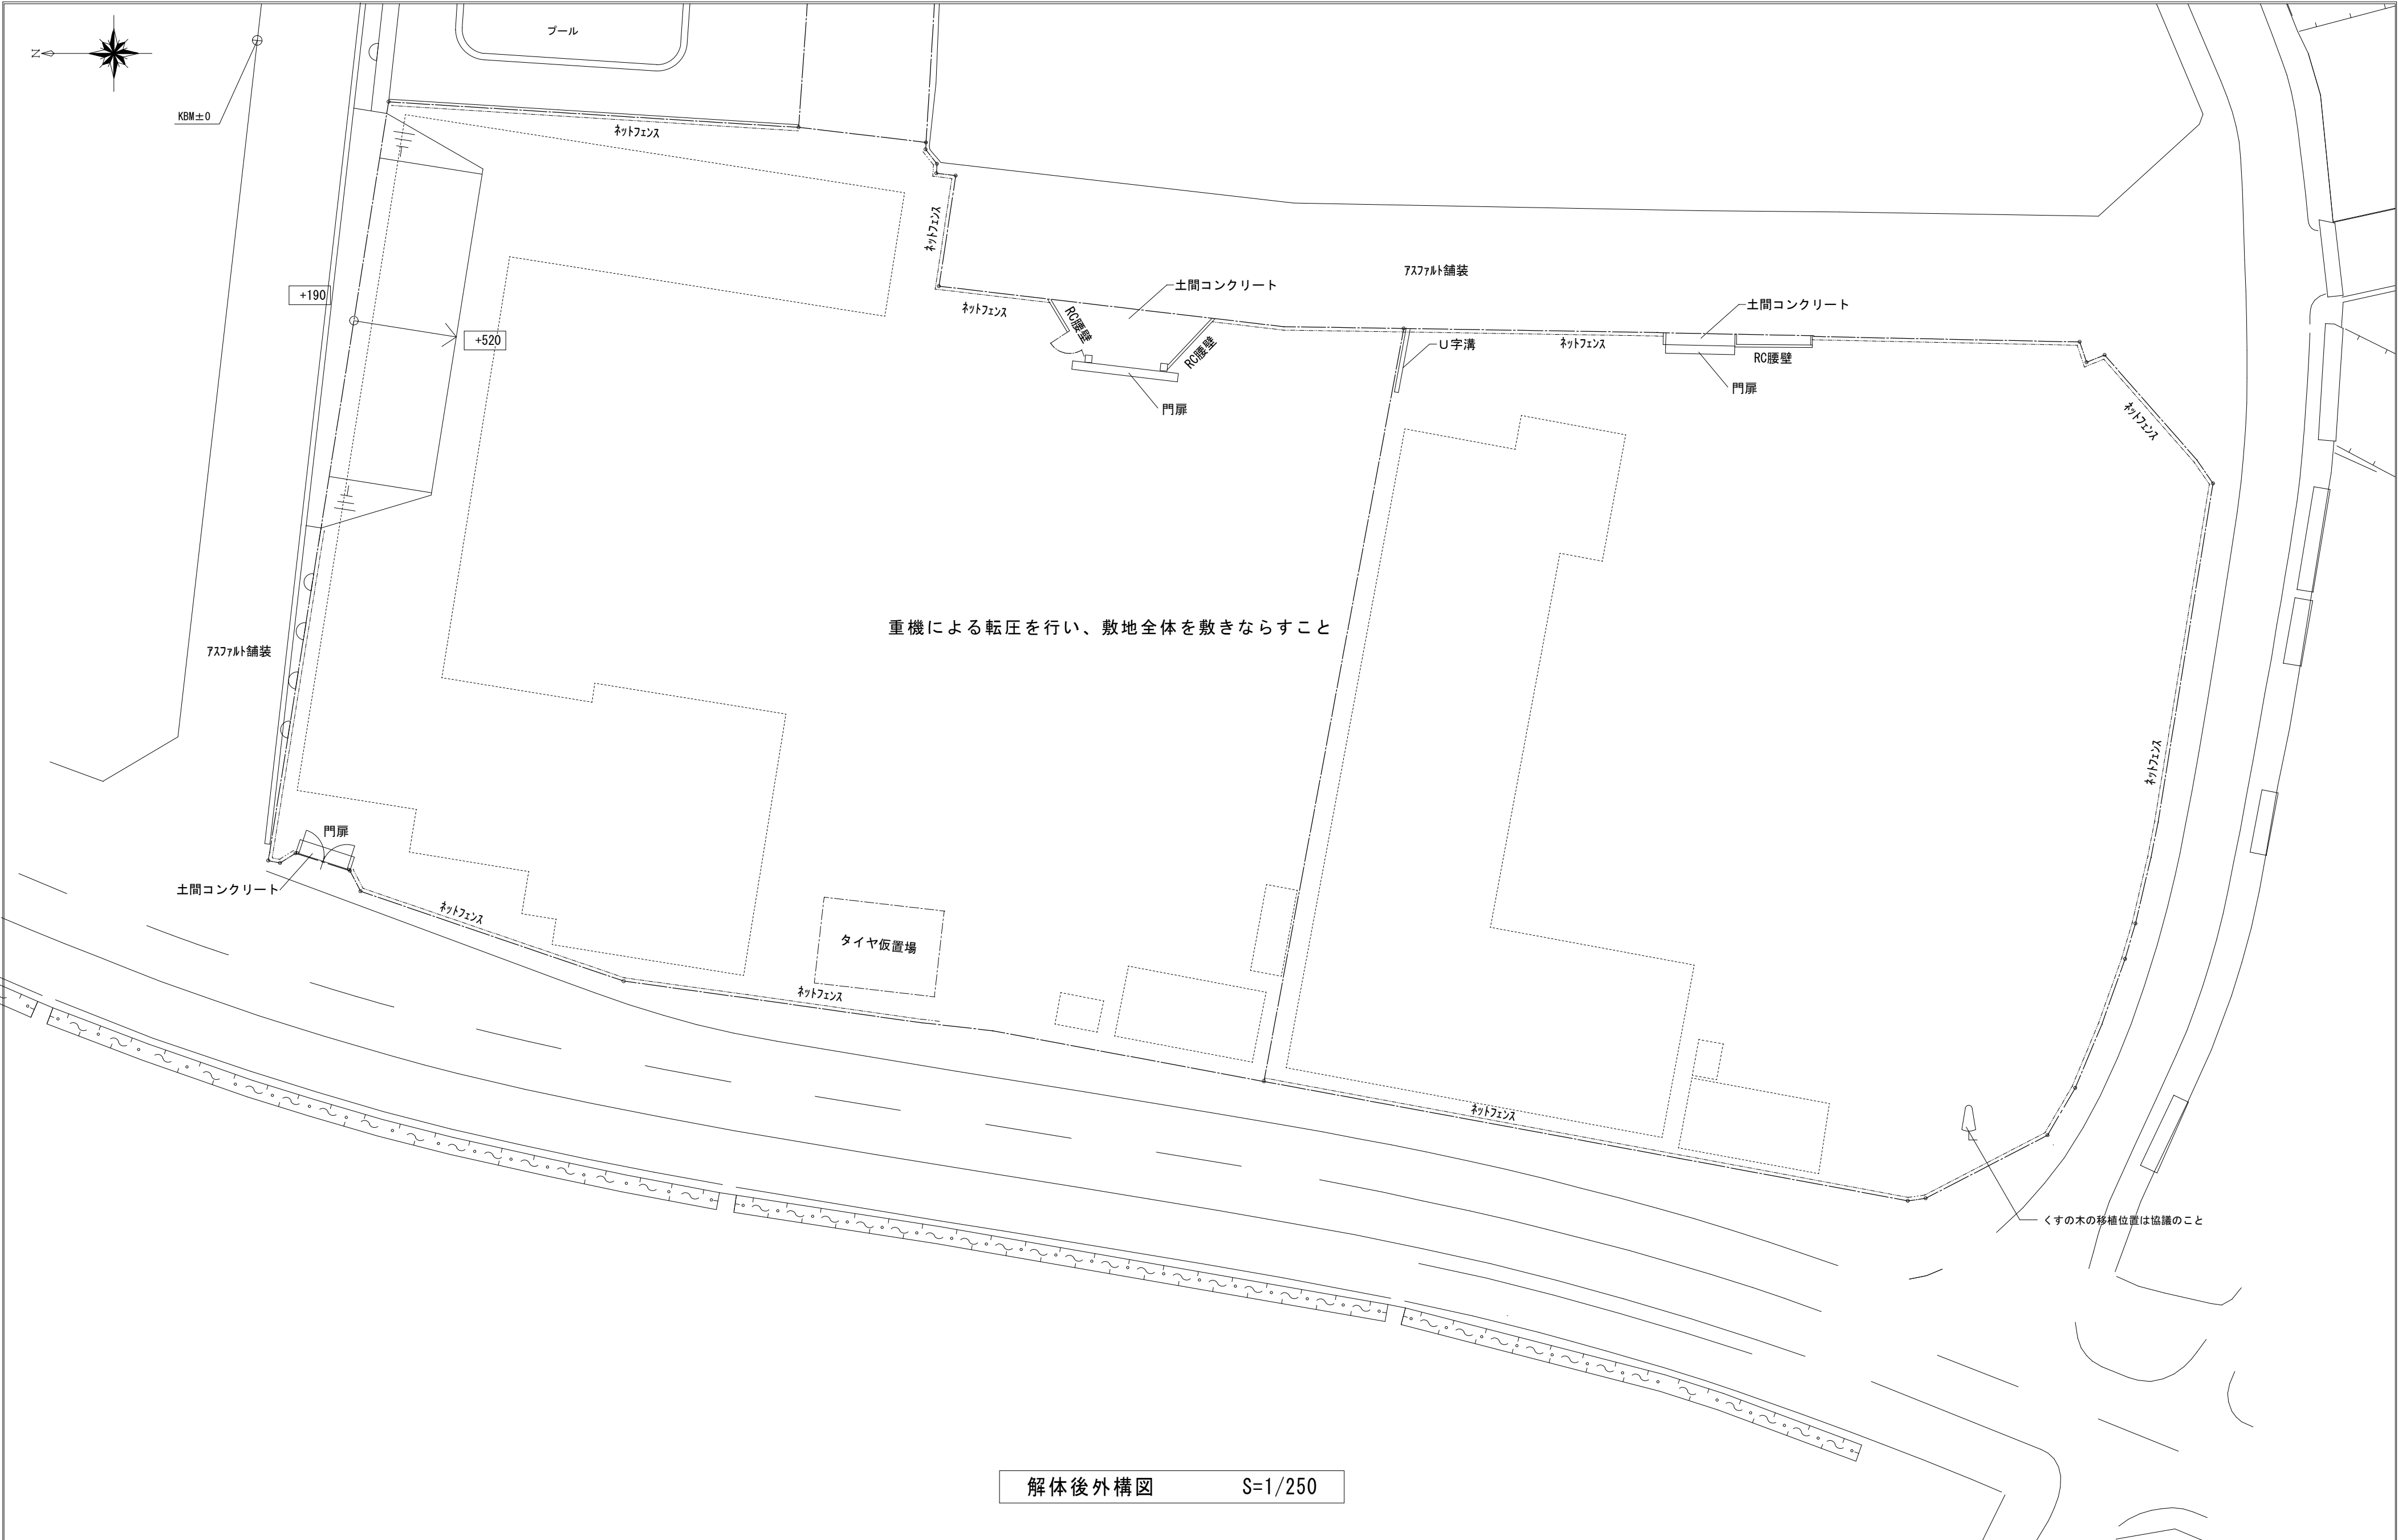 プール
N
KBM±0
ネットフェンス
ネットフェンス
アスファルト舗装
土間コンクリート
+190
土間コンクリート
ネットフェンス
RC腰壁
+520
U字溝
ネットフェンス
RC腰壁
RC腰壁
門扉
門扉
ネットフェンス
重機による転圧を行い、敷地全体を敷きならすこと
アスファルト舗装
ネットフェンス
門扉
土間コンクリート
ネットフェンス
タイヤ仮置場
ネットフェンス
ネットフェンス
くすの木の移植位置は協議のこと
解体後外構図 S=1/250